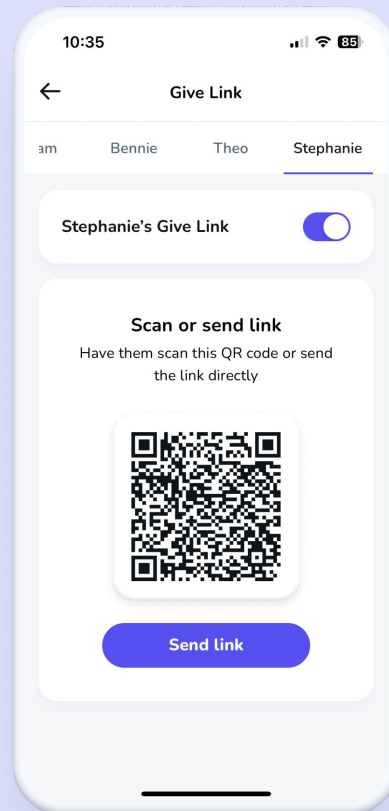 10:35
85
Give Link
am Bennie Theo Stephanie
Stephanie’s Give Link
Scan or send link
Have them scan this QR code or send
the link directly
Send link